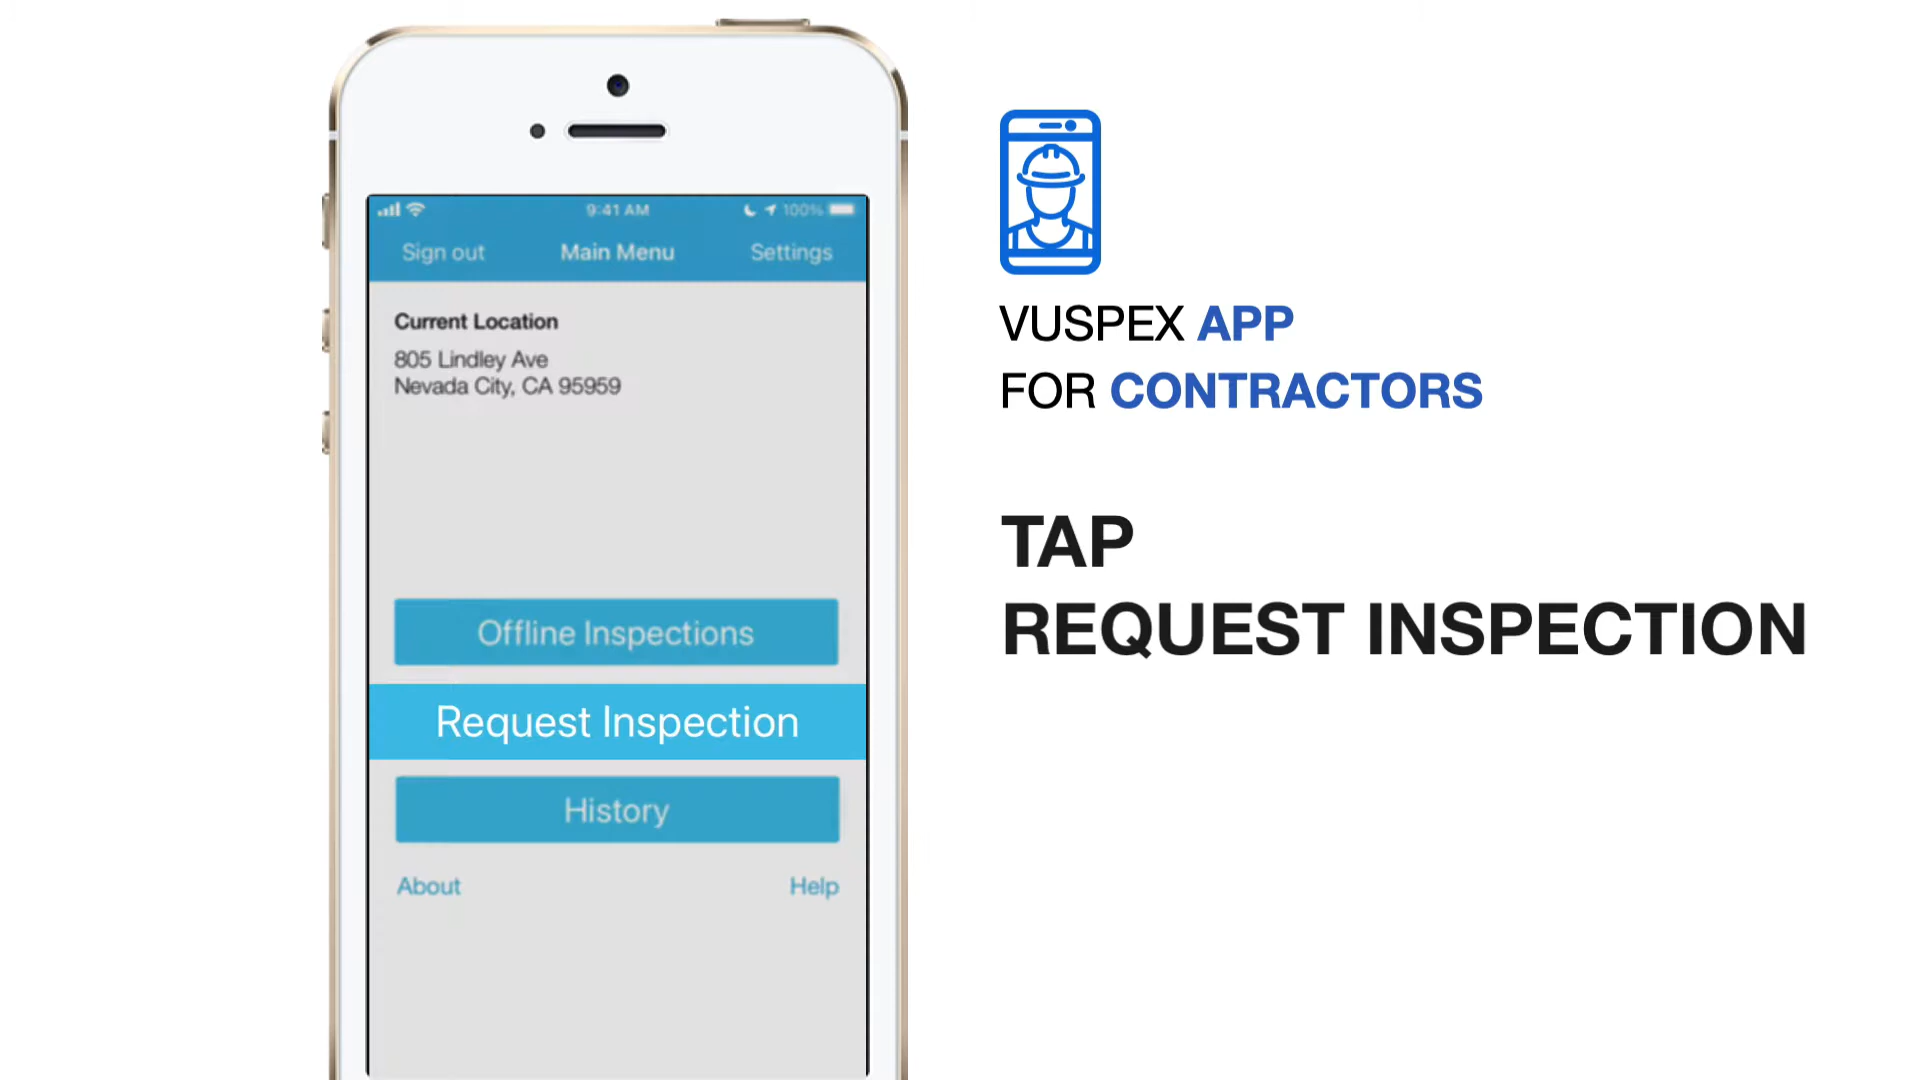 9:41 AM
100%
Sign out
Main Menu
Settings
Current Location
805 Lindley Ave
Nevada City, CA 95959
Offline Inspections
Request Inspection
History
About
Help
VUSPEX APP
FOR CONTRACTORS
TAP
REQUEST INSPECTION